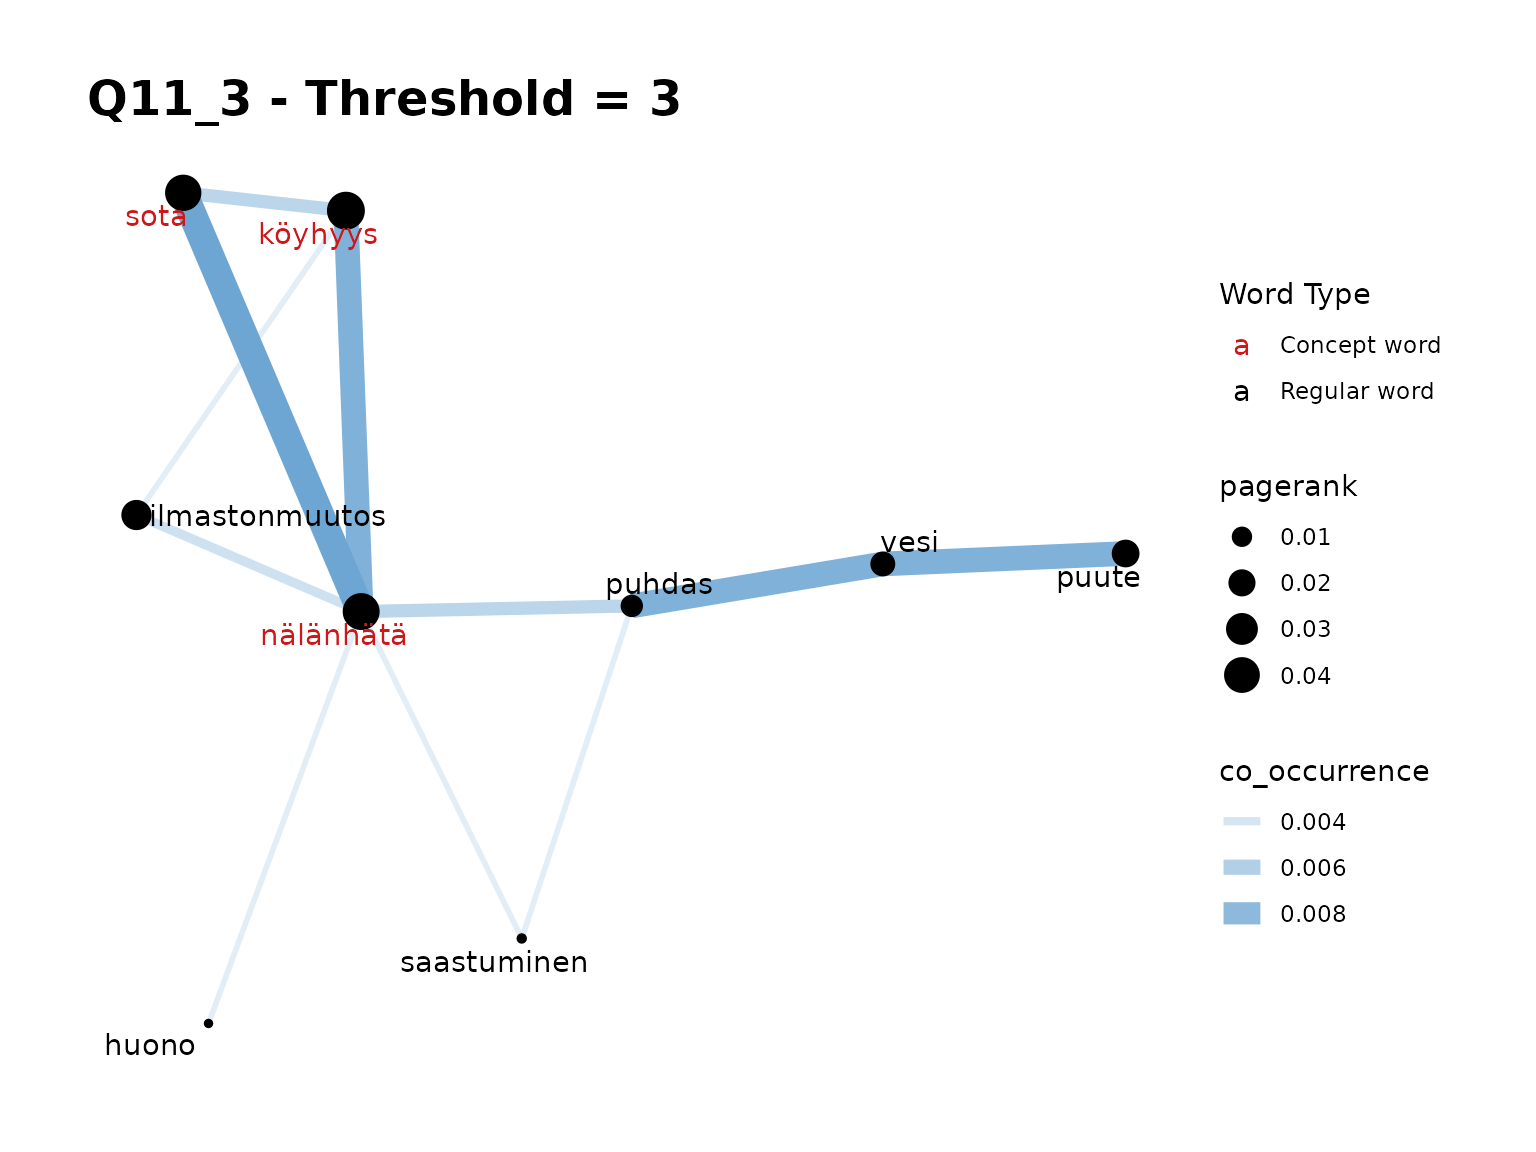 Q11_3 - Threshold = 3
sota
köyhyys
ilmastonmuutos
nälänhätä
puhdas
vesi
puute
saastuminen
huono
Word Type
a Concept word
a Regular word
pagerank
0.01
0.02
0.03
0.04
co_occurrence
0.004
0.006
0.008